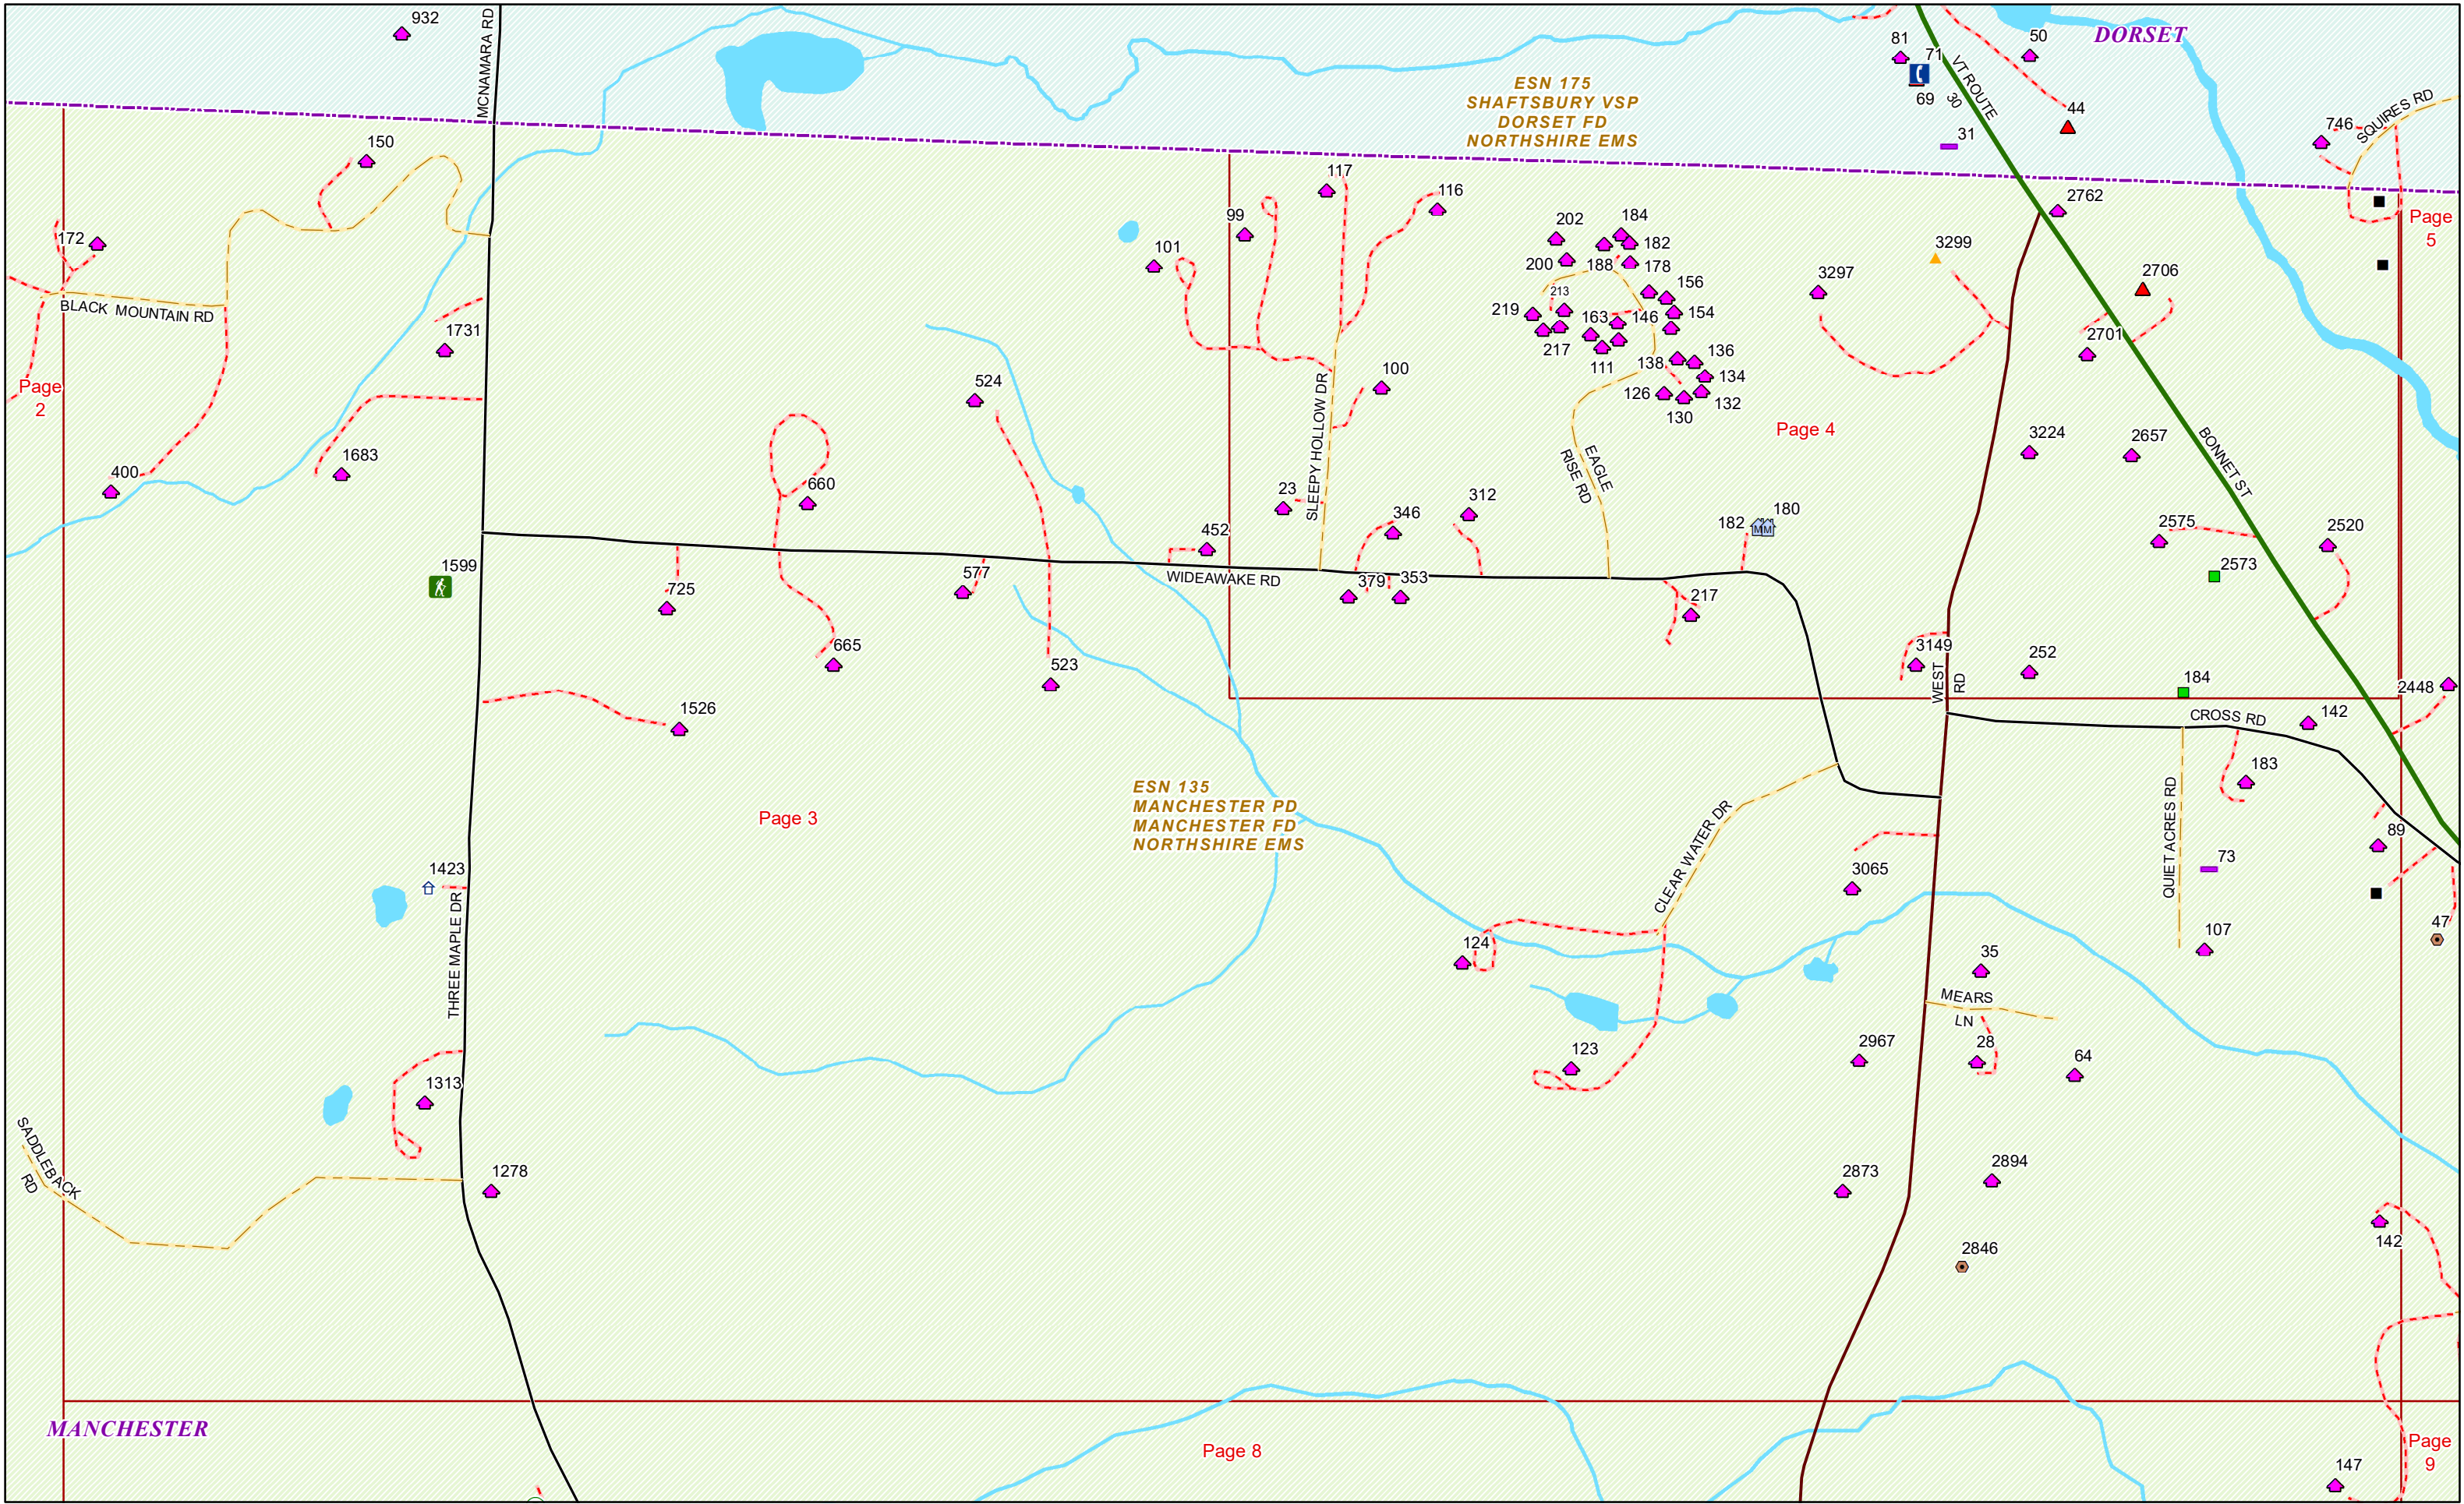 932
MCNAMARA RD
81
71
50
DORSET
VT ROUTE
30
69
44
ESN 175
SHAFTSBURY VSP
DORSET FD
NORTHSHIRE EMS
31
746
SQUIRES RD
150
172
117
116
99
101
202
184
182
200
188
178
2762
3299
Page
5
BLACK MOUNTAIN RD
213
156
3297
2706
219
163
146
154
1731
217
111
138
136
2701
Page
2
524
100
SLEEPY HOLLOW DR
126
134
132
130
Page 4
400
1683
660
EAGLE
RISE RD
3224
2657
BONNET ST
23
312
346
452
182
180
2575
2520
1599
WIDEAWAKE RD
725
577
379
353
217
2573
665
523
3149
WEST
RD
252
184
2448
1526
CROSS RD
142
ESN 135
MANCHESTER PD
MANCHESTER FD
NORTHSHIRE EMS
Page 3
183
QUIET ACRES RD
CLEAR WATER DR
89
73
1423
THREE MAPLE DR
3065
124
47
107
35
MEARS
LN
123
2967
28
64
1313
SADDLEBACK
RD
1278
2873
2894
142
2846
MANCHESTER
Page 8
Page
9
147
M
M